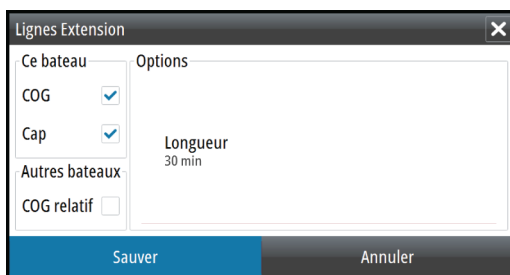 Lignes Extension
Ce bateau
COG
Cap
Autres bateaux
COG relatif
Options
Longueur
30 min
Sauver
Annuler